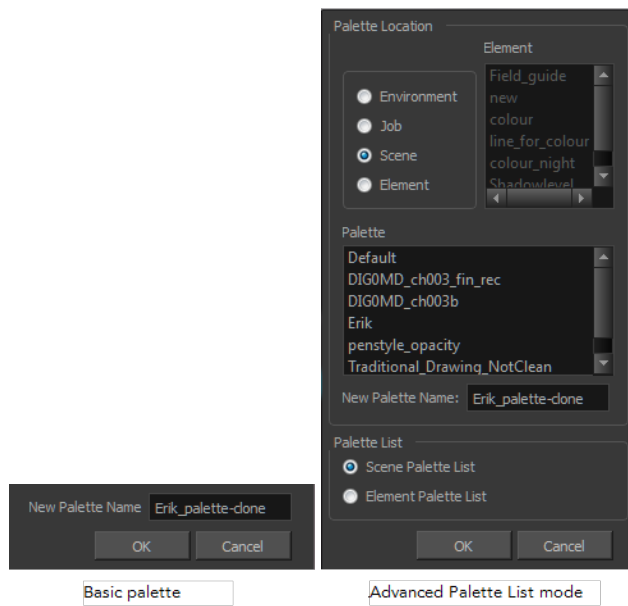 Palette Location
Element
Environment
Job
Scene
Element
Field_guide
new
colour
line_for_colour
colour_night
Shadowlevel
Palette
Default
DIG0MD_ch003_fin_rec
DIG0MD_ch003b
Erik
penstyle_opacity
Traditional_Drawing_NotClean
New Palette Name: Erik_palette-clone
Palette List
Scene Palette List
Element Palette List
OK Cancel
New Palette Name Erik_palette-clone
OK Cancel
Basic palette
Advanced Palette List mode